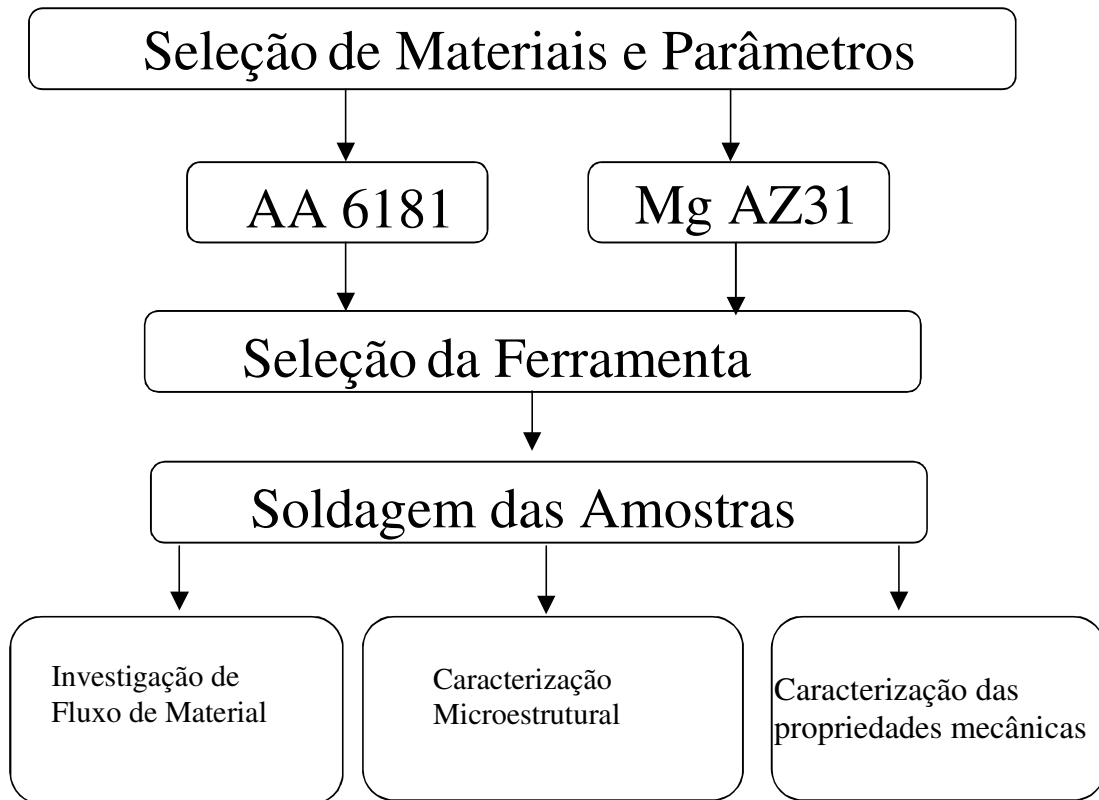 Seleção de Materiais e Parâmetros
AA 6181
Mg AZ31
Seleção da Ferramenta
Soldagem das Amostras
Investigação de
Fluxo de Material
Caracterização
Microestrutural
Caracterização das
propriedades mecânicas